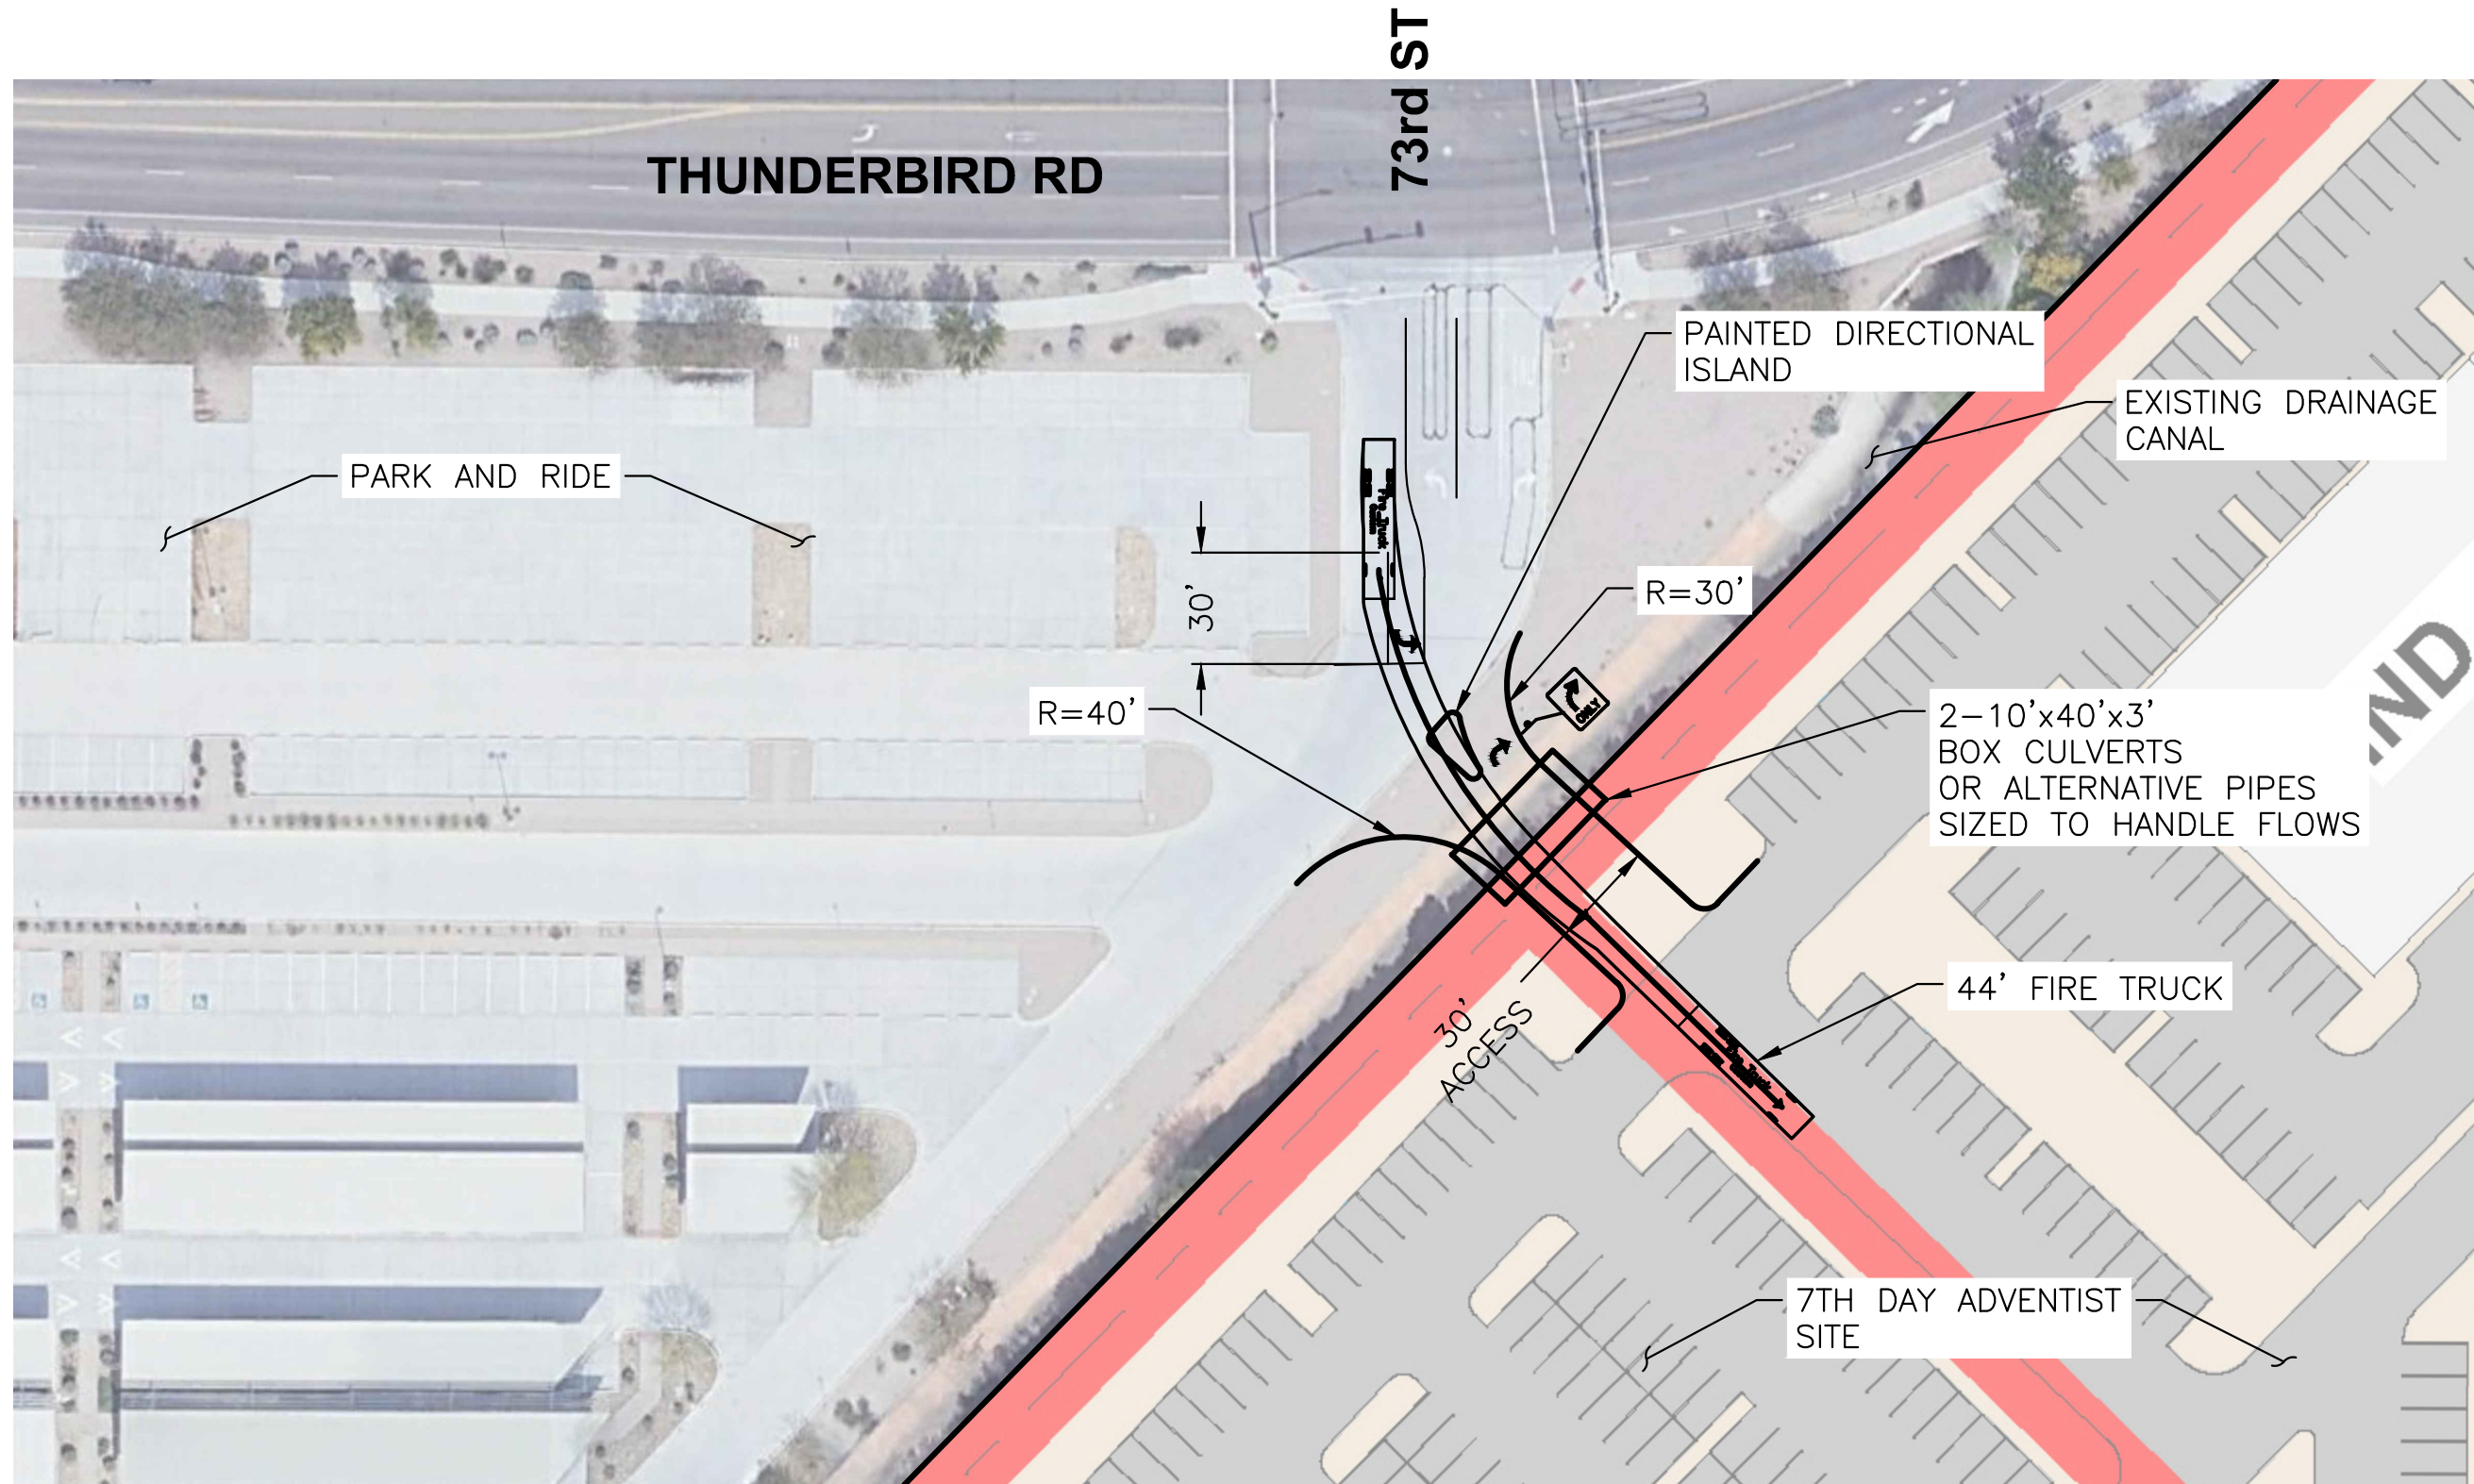 73rd ST
THUNDERBIRD RD
PAINTED DIRECTIONAL
ISLAND
EXISTING DRAINAGE
CANAL
PARK AND RIDE
30'
R=30'
R=40'
ONLY
2-10'x40'x3'
BOX CULVERTS
OR ALTERNATIVE PIPES
SIZED TO HANDLE FLOWS
44' FIRE TRUCK
30'
ACCESS
7TH DAY ADVENTIST
SITE